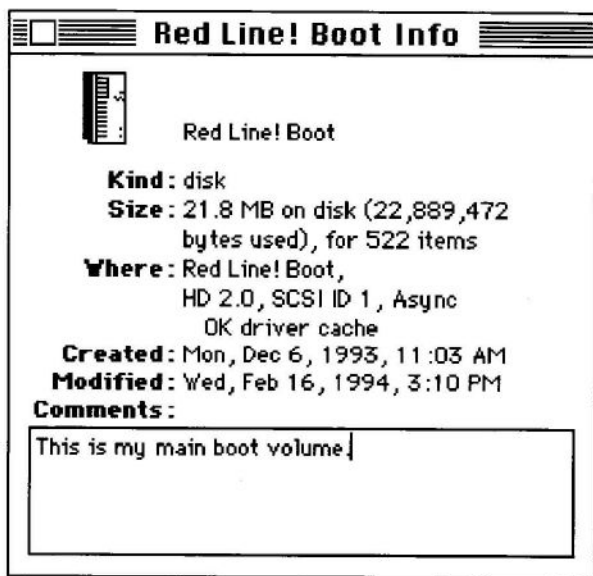 Red Line! Boot Info
Red Line! Boot
Kind: disk
Size: 21.8 MB on disk (22,889,472
bytes used), for 522 items
Where: Red Line! Boot,
HD 2.0, SCSI ID 1, Async
OK driver cache
Created: Mon, Dec 6, 1993, 11:03 AM
Modified: Wed, Feb 16, 1994, 3:10 PM
Comments:
This is my main boot volume.